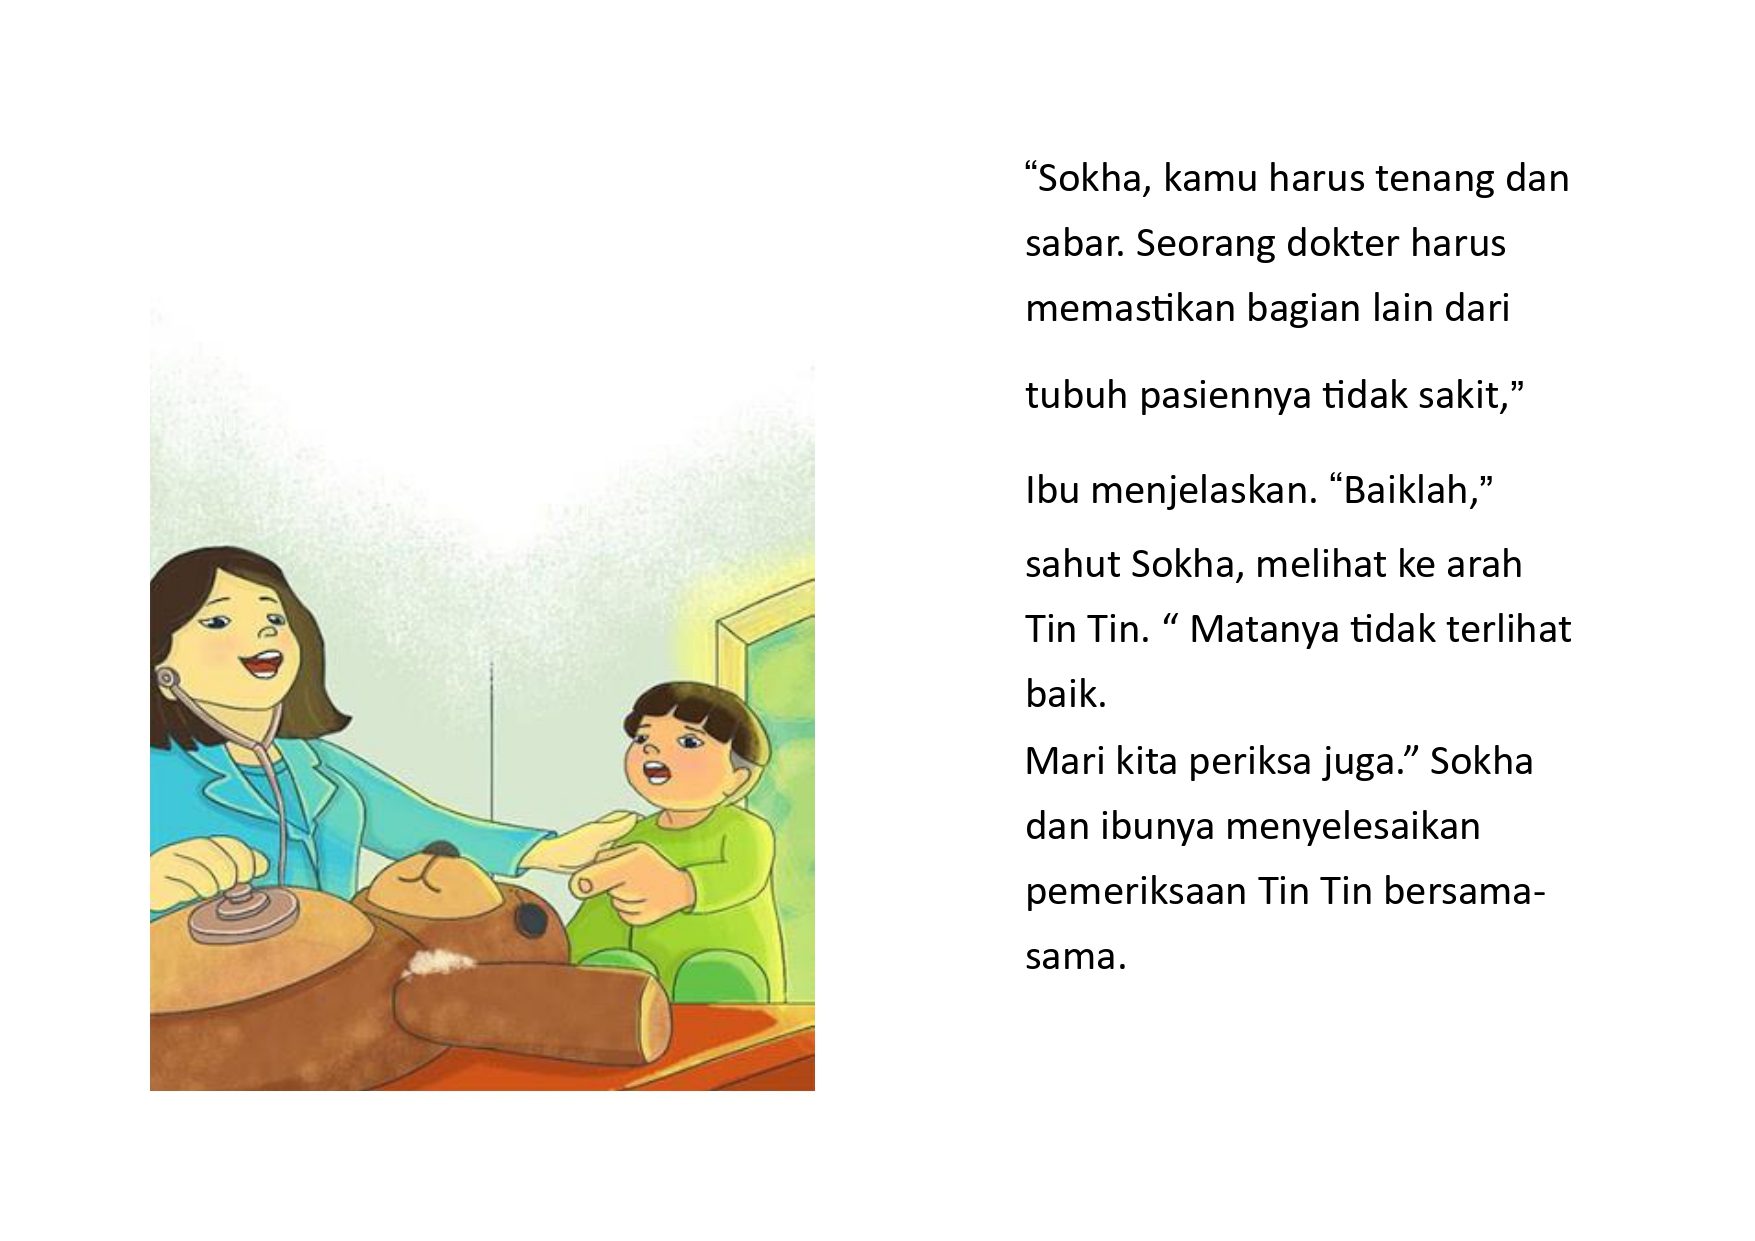 “Sokha, kamu harus tenang dan
sabar. Seorang dokter harus
memastikan bagian lain dari
tubuh pasiennya tidak sakit,”
Ibu menjelaskan. “Baiklah,”
sahut Sokha, melihat ke arah
Tin Tin. “ Matanya tidak terlihat
baik.
Mari kita periksa juga.” Sokha
dan ibunya menyelesaikan
pemeriksaan Tin Tin bersama-
sama.